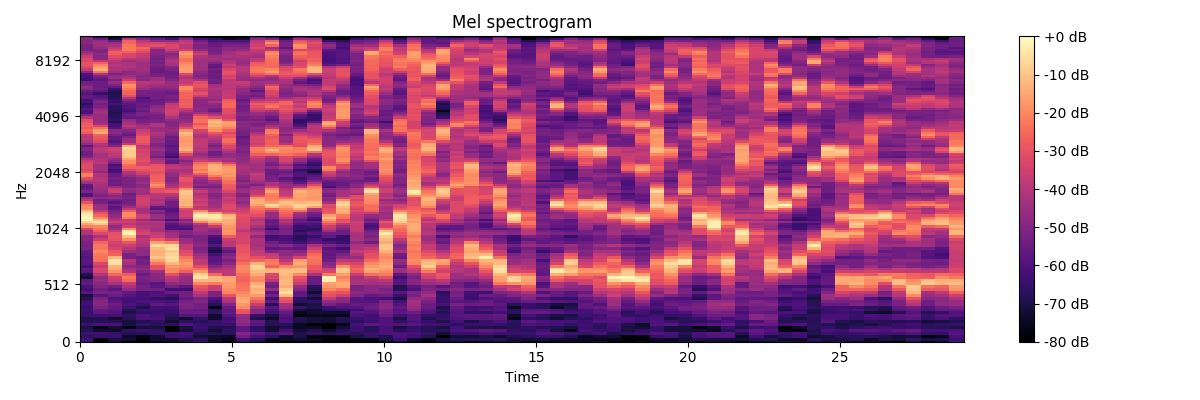 Mel spectrogram
8192
4096
2048
1024
512
0
Hz
0 5 10 15 20 25
Time
+0 dB
-10 dB
-20 dB
-30 dB
-40 dB
-50 dB
-60 dB
-70 dB
-80 dB